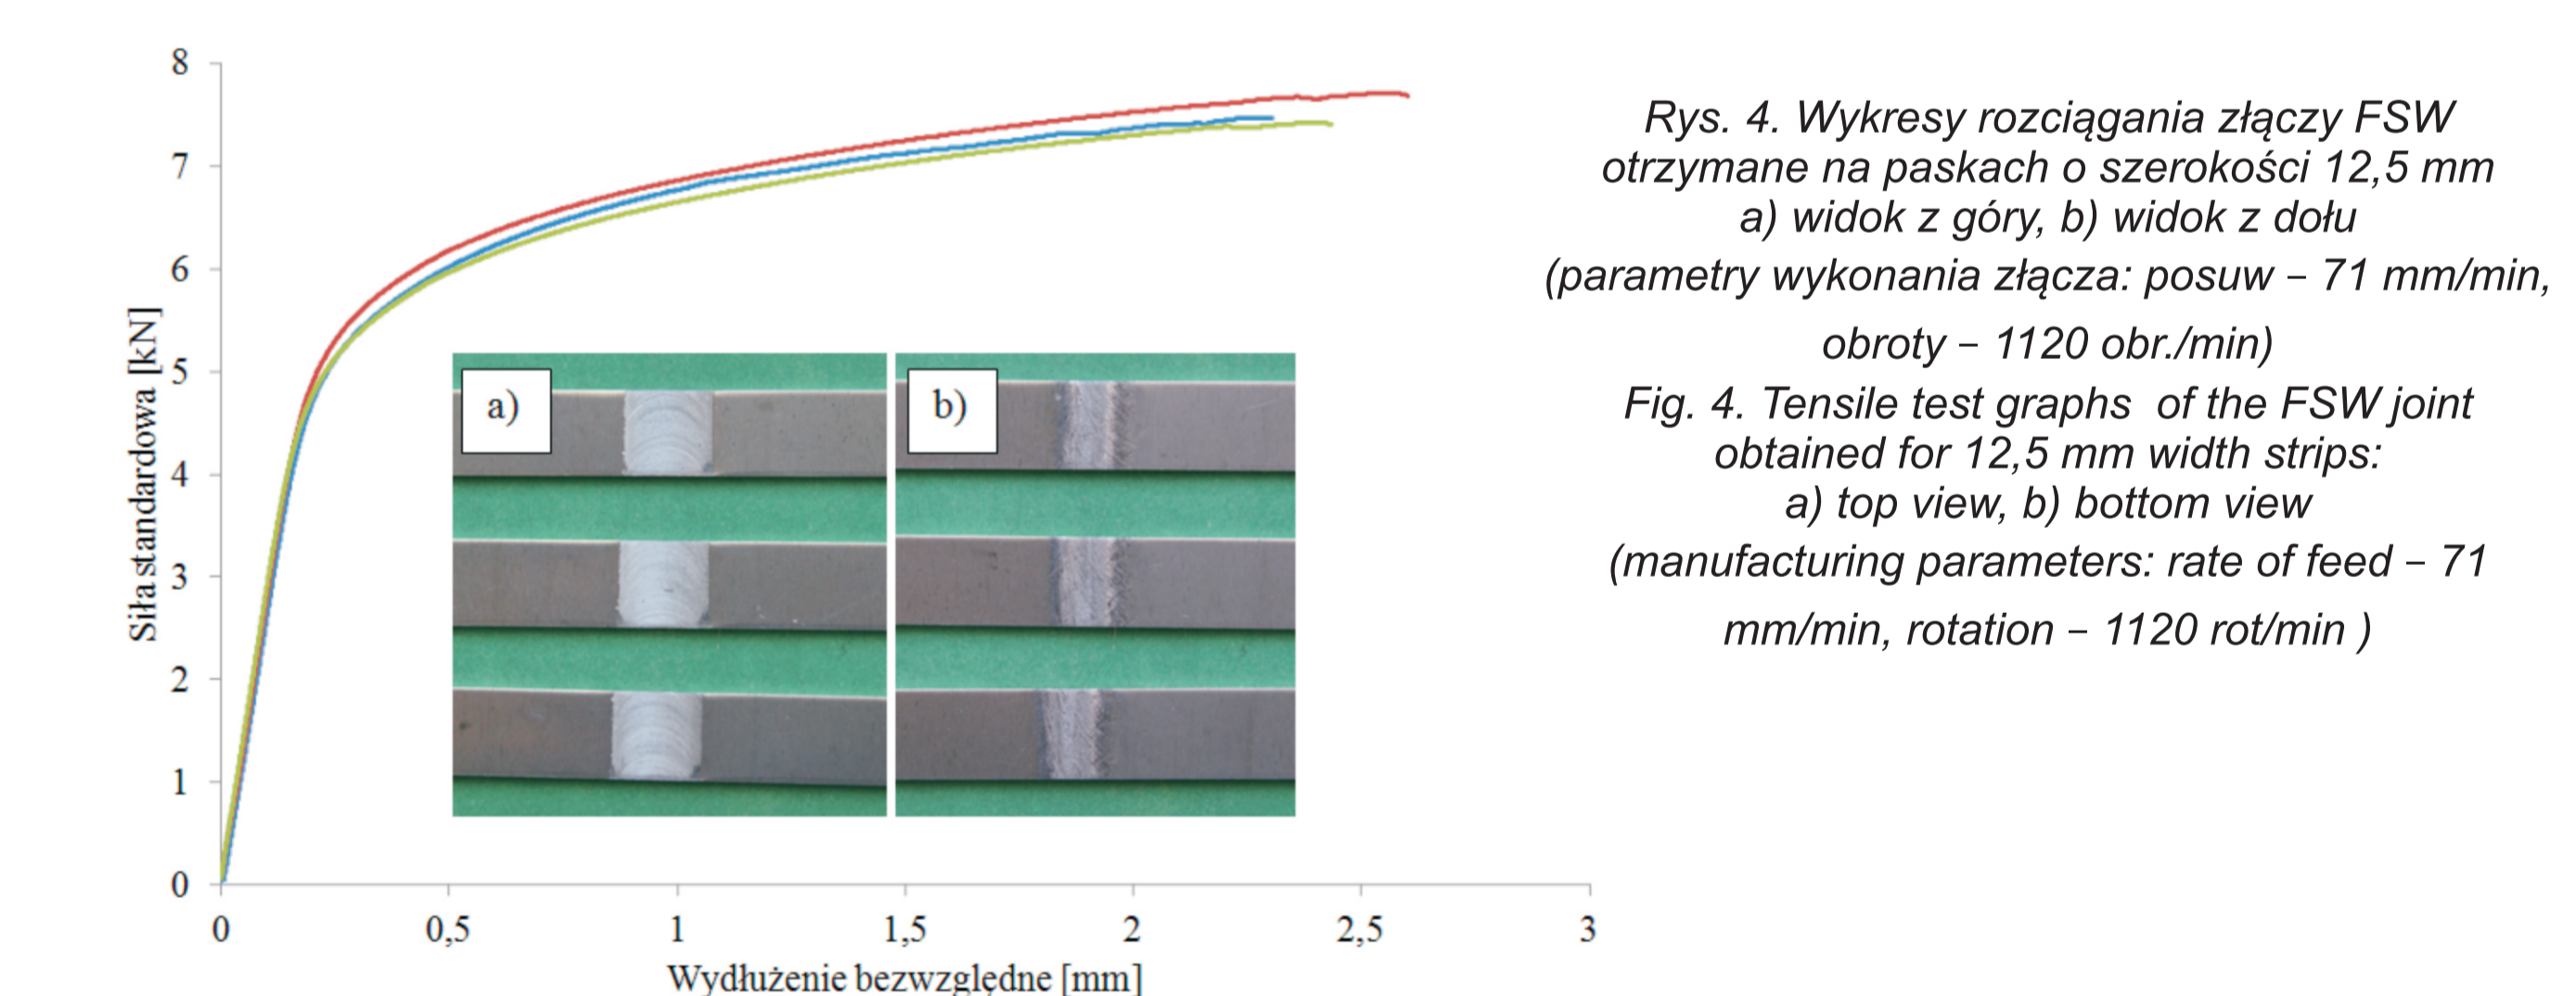 8
7
6
5
4
3
2
1
0
Siła standardowa [kN]
a)
b)
0 0,5 1 1,5 2 2,5 3
Wydłużenie bezwzględne [mm]
Rys. 4. Wykresy rozciągania złączy FSW
otrzymane na paskach o szerokości 12,5 mm
a) widok z góry, b) widok z dołu
(parametry wykonania złącza: posuw – 71 mm/min,
obroty – 1120 obr./min)
Fig. 4. Tensile test graphs of the FSW joint
obtained for 12,5 mm width strips:
a) top view, b) bottom view
(manufacturing parameters: rate of feed – 71
mm/min, rotation – 1120 rot/min )